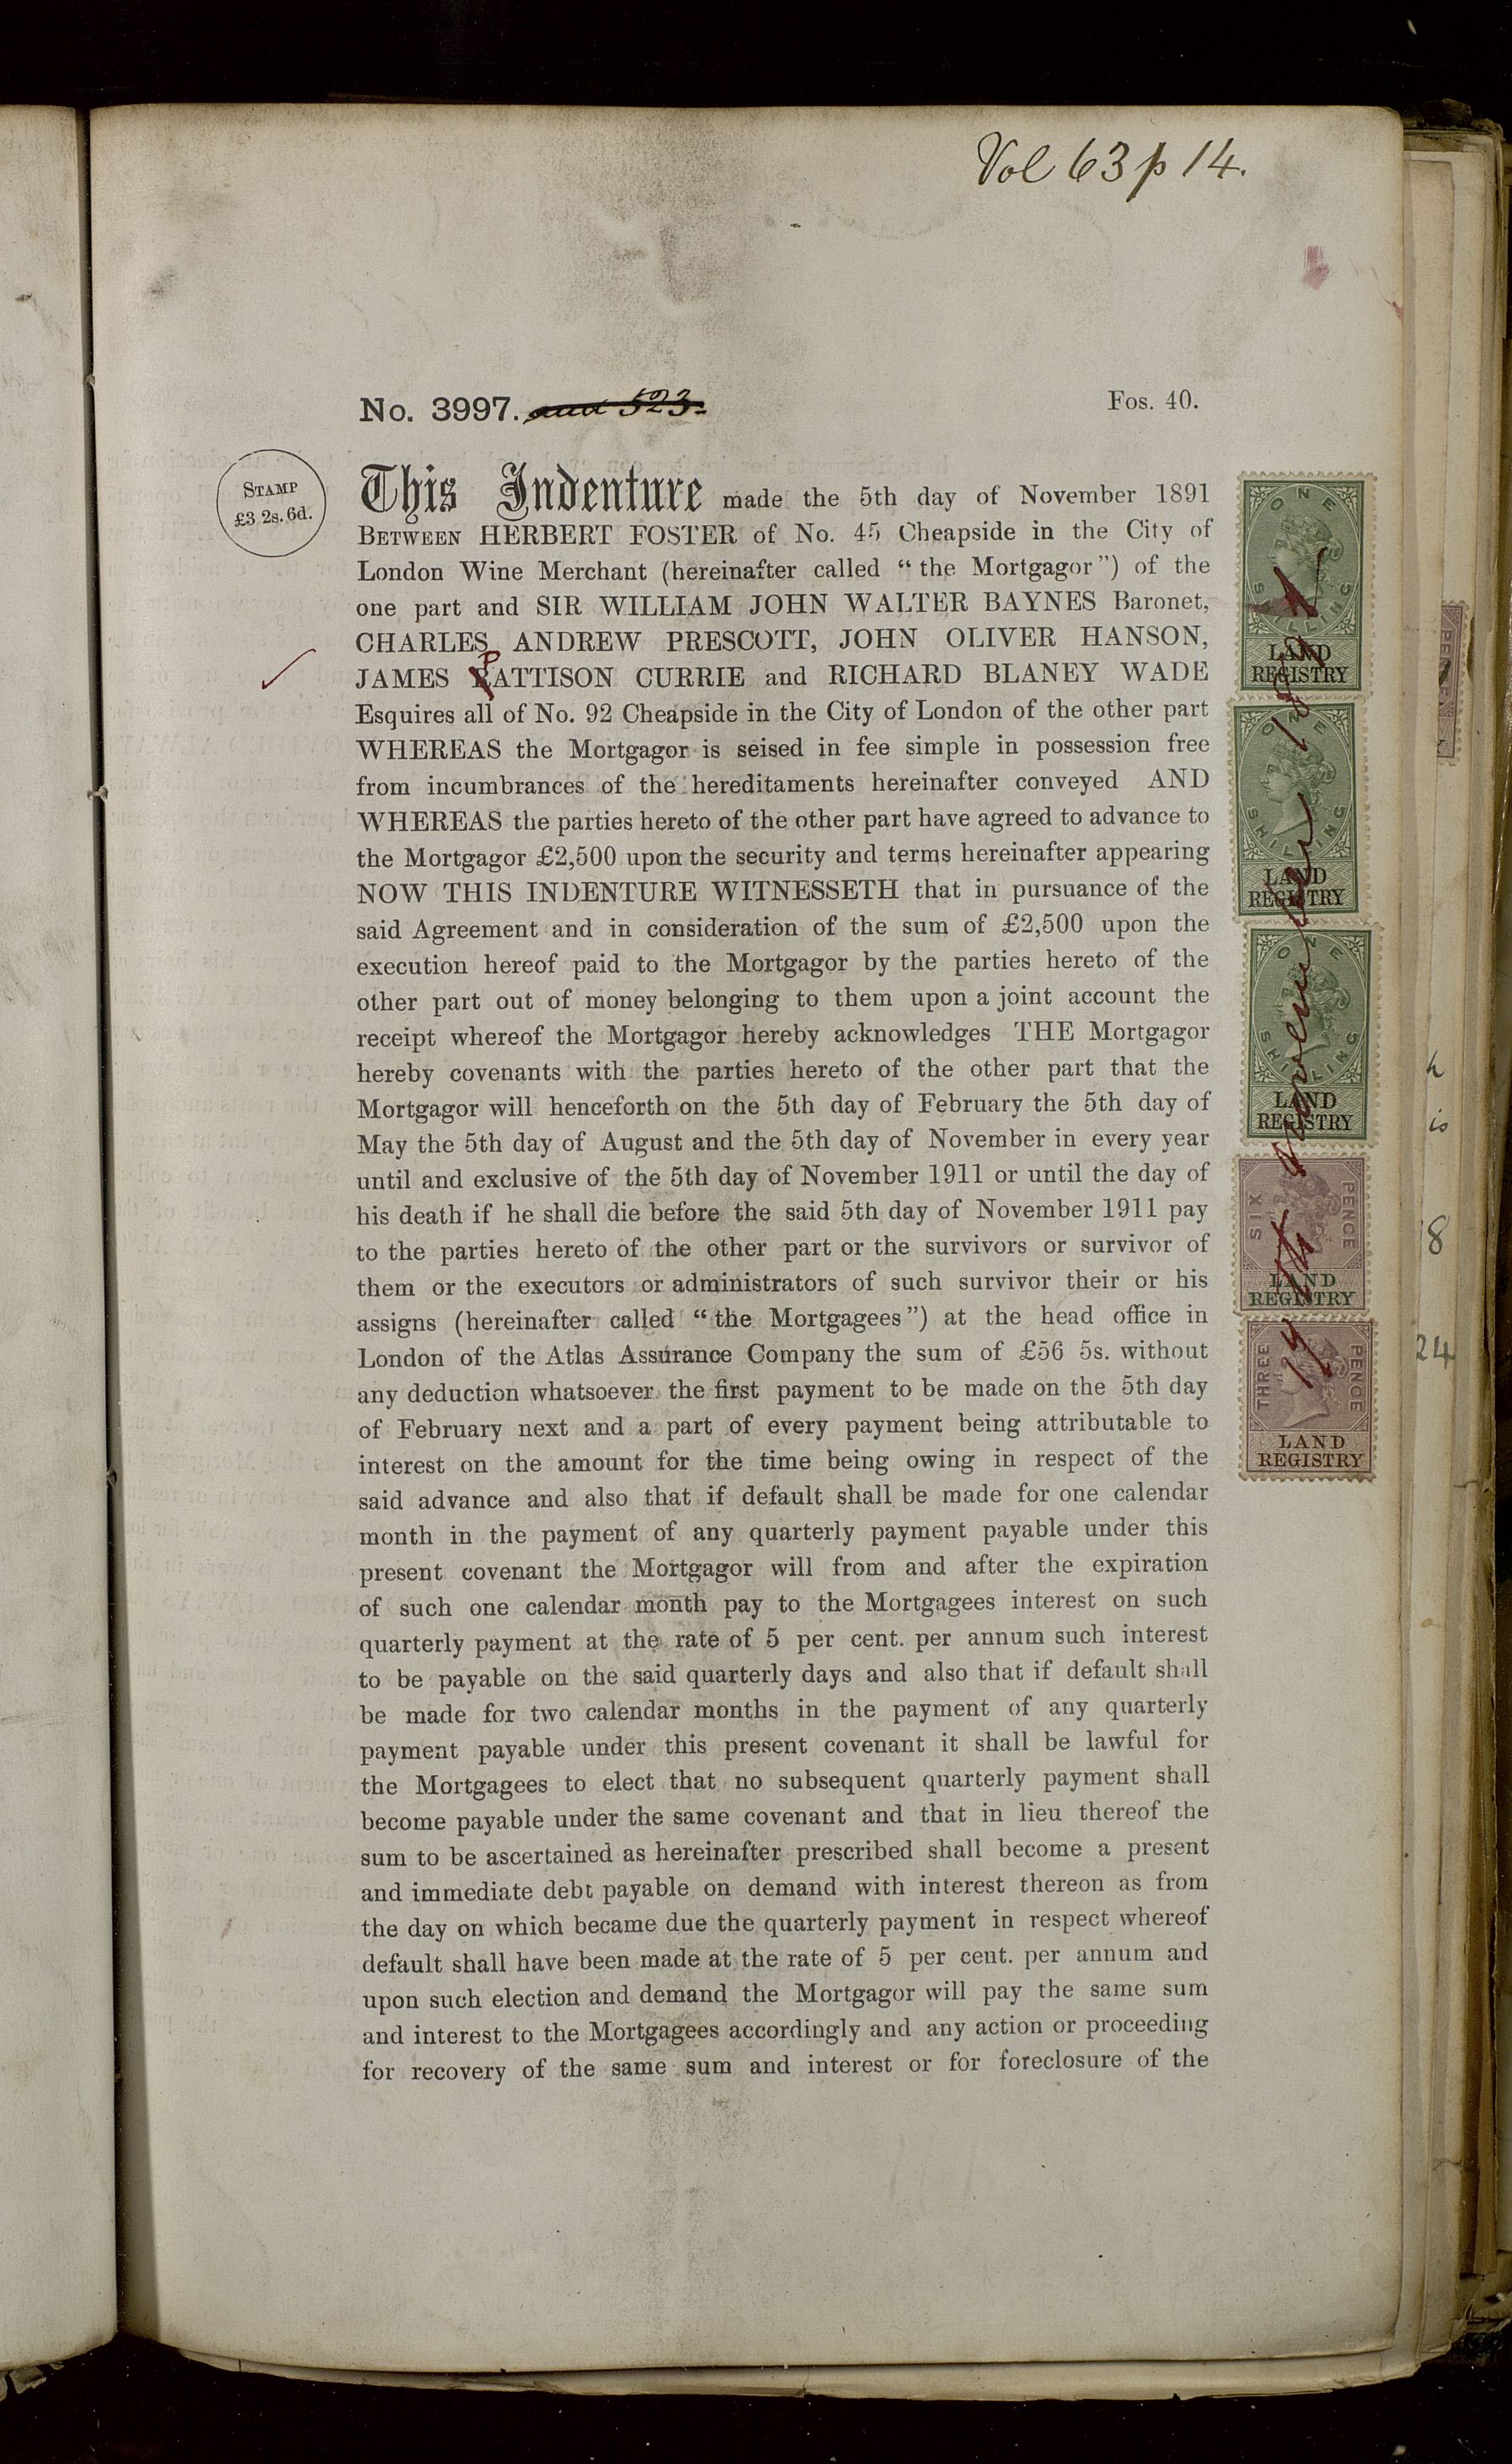 Vol 63 p 14.
No. 3997. and 523.
Fos. 40.
STAMP
£3 2s. 6d.
This Indenture made the 5th day of November 1891
BETWEEN HERBERT FOSTER of No. 45 Cheapside in the City of
London Wine Merchant (hereinafter called “the Mortgagor”) of the
one part and SIR WILLIAM JOHN WALTER BAYNES Baronet,
CHARLES ANDREW PRESCOTT, JOHN OLIVER HANSON,
JAMES PATTISON CURRIE and RICHARD BLANEY WADE
Esquires all of No. 92 Cheapside in the City of London of the other part
WHEREAS the Mortgagor is seised in fee simple in possession free
from incumbrances of the hereditaments hereinafter conveyed AND
WHEREAS the parties hereto of the other part have agreed to advance to
the Mortgagor £2,500 upon the security and terms hereinafter appearing
NOW THIS INDENTURE WITNESSETH that in pursuance of the
said Agreement and in consideration of the sum of £2,500 upon the
execution hereof paid to the Mortgagor by the parties hereto of the
other part out of money belonging to them upon a joint account the
receipt whereof the Mortgagor hereby acknowledges THE Mortgagor
hereby covenants with the parties hereto of the other part that the
Mortgagor will henceforth on the 5th day of February the 5th day of
May the 5th day of August and the 5th day of November in every year
until and exclusive of the 5th day of November 1911 or until the day of
his death if he shall die before the said 5th day of November 1911 pay
to the parties hereto of the other part or the survivors or survivor of
them or the executors or administrators of such survivor their or his
assigns (hereinafter called “the Mortgagees”) at the head office in
London of the Atlas Assurance Company the sum of £56 5s. without
any deduction whatsoever the first payment to be made on the 5th day
of February next and a part of every payment being attributable to
interest on the amount for the time being owing in respect of the
said advance and also that if default shall be made for one calendar
month in the payment of any quarterly payment payable under this
present covenant the Mortgagor will from and after the expiration
of such one calendar month pay to the Mortgagees interest on such
quarterly payment at the rate of 5 per cent. per annum such interest
to be payable on the said quarterly days and also that if default shall
be made for two calendar months in the payment of any quarterly
payment payable under this present covenant it shall be lawful for
the Mortgagees to elect that no subsequent quarterly payment shall
become payable under the same covenant and that in lieu thereof the
sum to be ascertained as hereinafter prescribed shall become a present
and immediate debt payable on demand with interest thereon as from
the day on which became due the quarterly payment in respect whereof
default shall have been made at the rate of 5 per cent. per annum and
upon such election and demand the Mortgagor will pay the same sum
and interest to the Mortgagees accordingly and any action or proceeding
for recovery of the same sum and interest or for foreclosure of the
ONE SHILLING
LAND
REGISTRY
ONE SHILLING
LAND
REGISTRY
ONE SHILLING
LAND
REGISTRY
SIX PENCE
LAND
REGISTRY
THREE PENCE
LAND
REGISTRY
is
8
24